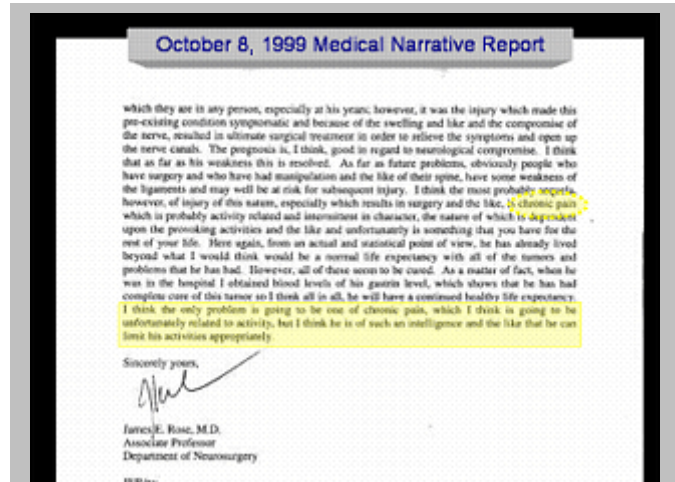 October 8, 1999 Medical Narrative Report
which they are in any person, especially at his years; however, it was the injury which made this
pre-existing condition symptomatic and because of the swelling and like and the compromise of
the nerve, resulted in ultimate surgical treatment in order to relieve the symptoms and open up
the nerve canals. The prognosis is, I think, good in regard to neurological compromise. I think
that as far as his weakness this is resolved. As far as future problems, obviously people who
have surgery and who have had manipulation and the like of their spine, have some weakness of
the ligaments and may well be at risk for subsequent injury. I think the most probably
however, of injury of this nature, especially which results in surgery and the like, is chronic pain
which is probably activity related and intermittent in character, the nature of which is dependent
upon the provoking activities and the like and unfortunately is something that you have for the
rest of your life. Here again, from an actual and statistical point of view, he has already lived
beyond what I would think would be a normal life expectancy with all of the tumors and
problems that he has had. However, all of these seem to be cured. As a matter of fact, when he
was in the hospital I obtained blood levels of his gastrin level, which shows that he has had
complete cure of this tumor so I think all in all, he will have a continued healthy life expectancy.
I think the only problem is going to be one of chronic pain, which I think is going to be
unfortunately related to activity, but I think he is of such an intelligence and the like that he can
limit his activities appropriately.
Sincerely yours,
James E. Rose, M.D.
Associate Professor
Department of Neurosurgery